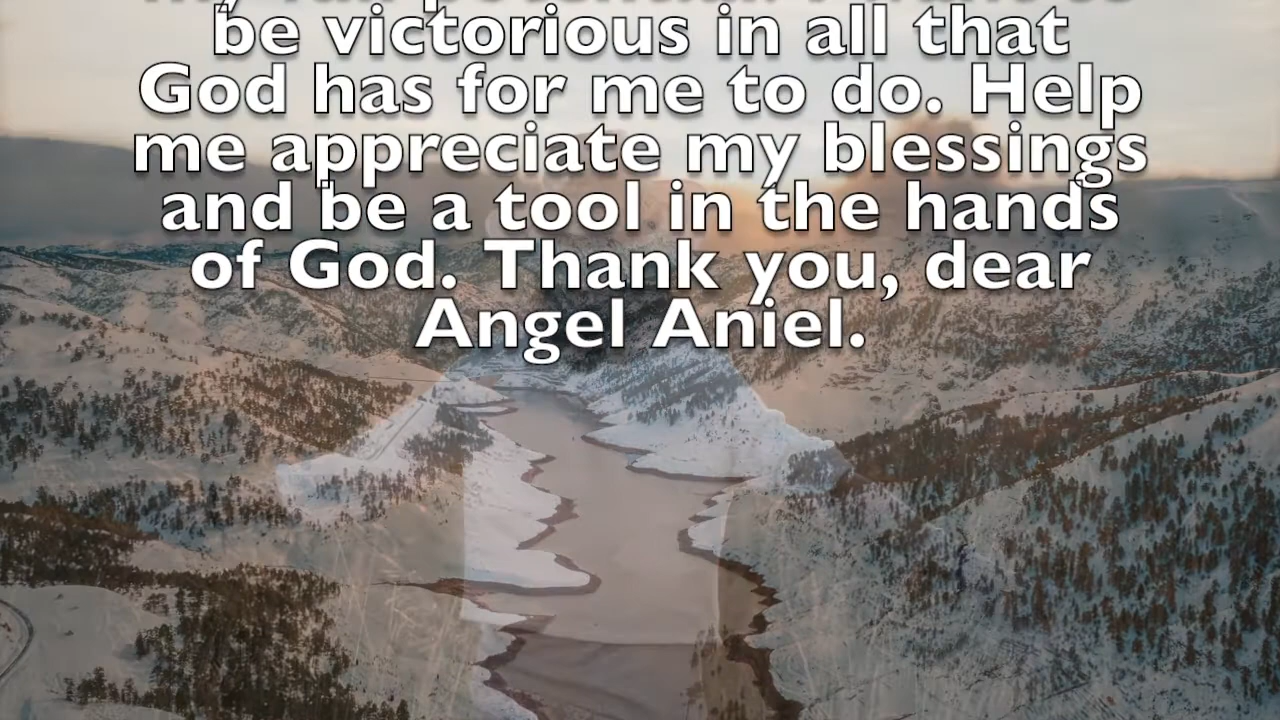 be victorious in all that
God has for me to do. Help
me appreciate my blessings
and be a tool in the hands
of God. Thank you, dear
Angel Aniel.